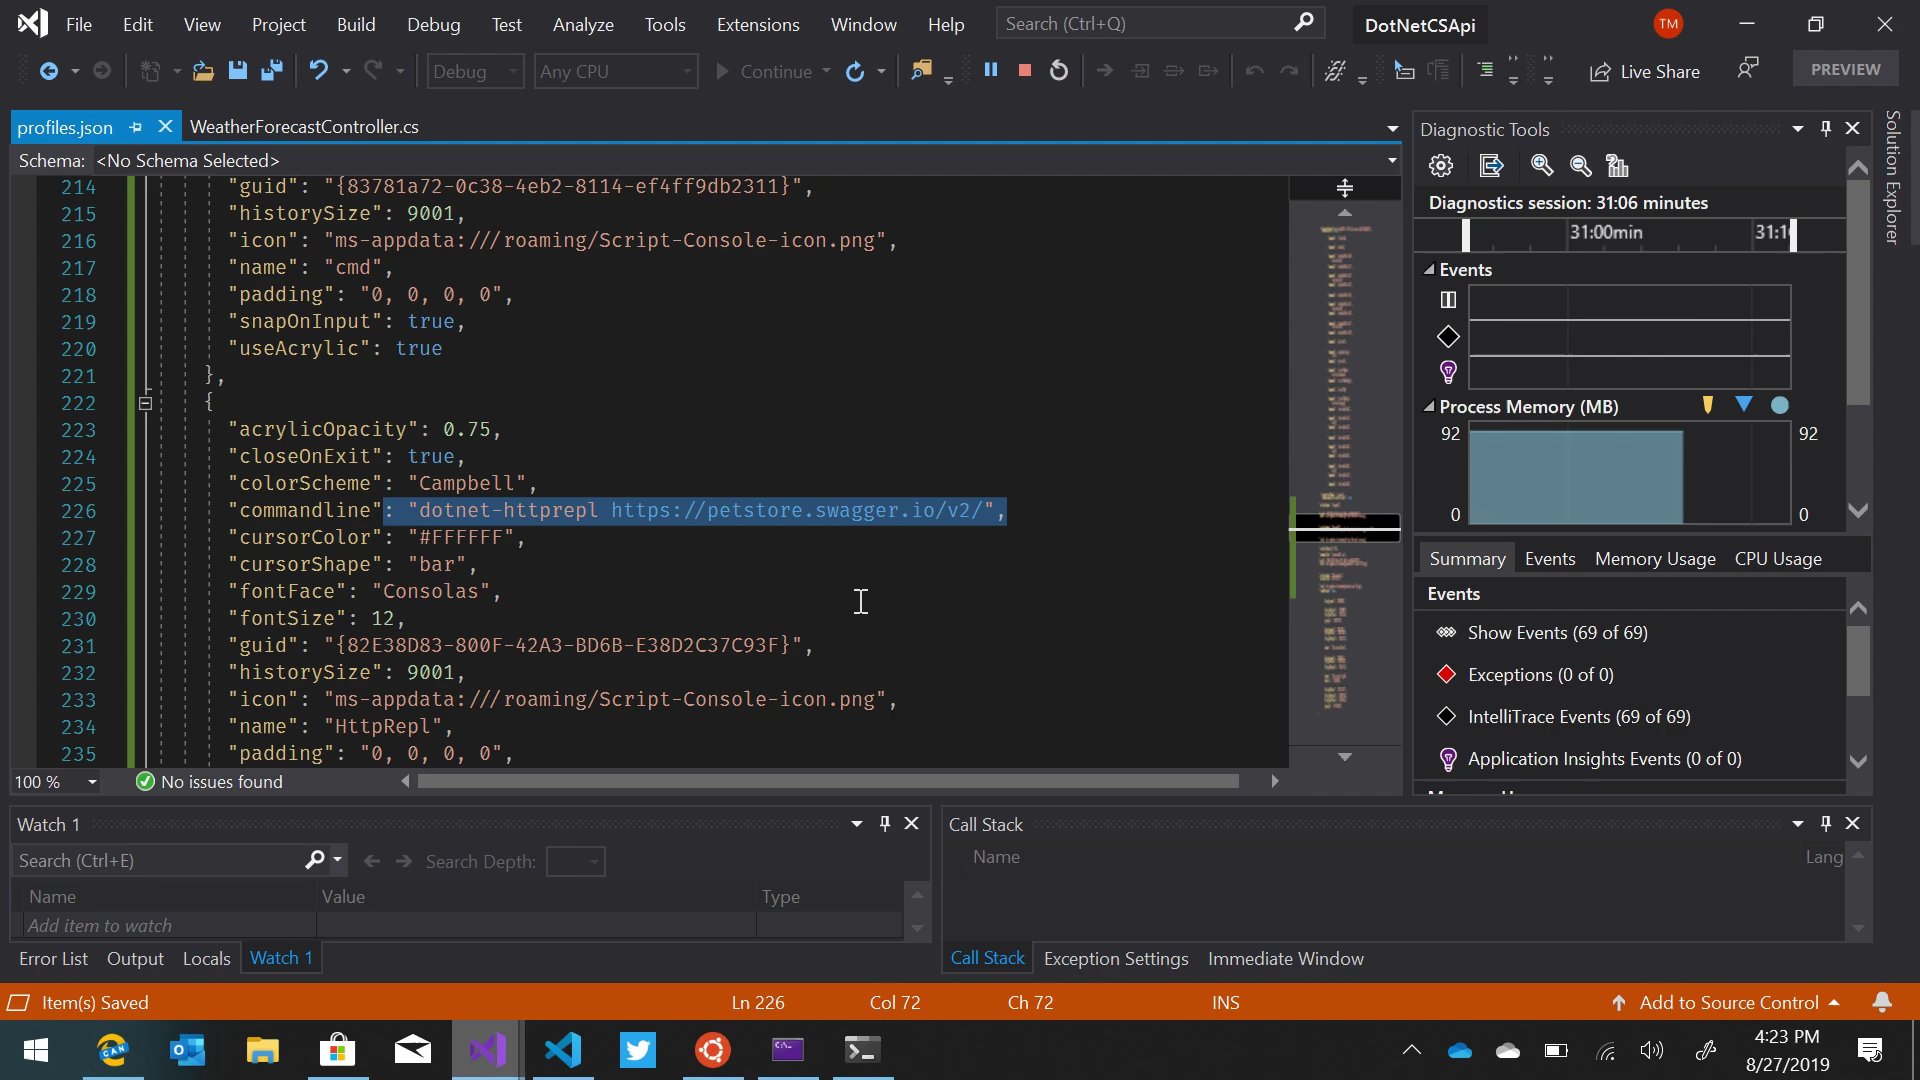 File Edit View Project Build Debug Test Analyze Tools Extensions Window Help Search (Ctrl+Q) DotNetCSApi TM
Debug Any CPU Continue Live Share PREVIEW
profiles.json WeatherForecastController.cs
Schema: <No Schema Selected>
214 "guid": "{83781a72-0c38-4eb2-8114-ef4ff9db2311}",
215 "historySize": 9001,
216 "icon": "ms-appdata:///roaming/Script-Console-icon.png",
217 "name": "cmd",
218 "padding": "0, 0, 0, 0",
219 "snapOnInput": true,
220 "useAcrylic": true
221 },
222 {
223 "acrylicOpacity": 0.75,
224 "closeOnExit": true,
225 "colorScheme": "Campbell",
226 "commandline": "dotnet-httprepl https://petstore.swagger.io/v2/",
227 "cursorColor": "#FFFFFF",
228 "cursorShape": "bar",
229 "fontFace": "Consolas",
230 "fontSize": 12,
231 "guid": "{82E38D83-800F-42A3-BD6B-E38D2C37C93F}",
232 "historySize": 9001,
233 "icon": "ms-appdata:///roaming/Script-Console-icon.png",
234 "name": "HttpRepl",
235 "padding": "0, 0, 0, 0",
100 % No issues found
Diagnostic Tools
Diagnostics session: 31:06 minutes
31:00min 31:1
Events
Process Memory (MB)
92 92
0 0
Summary Events Memory Usage CPU Usage
Events
Show Events (69 of 69)
Exceptions (0 of 0)
IntelliTrace Events (69 of 69)
Application Insights Events (0 of 0)
Solution Explorer
Watch 1
Search (Ctrl+E) Search Depth:
Name Value Type
Add item to watch
Error List Output Locals Watch 1
Call Stack
Name Lang
Call Stack Exception Settings Immediate Window
Item(s) Saved Ln 226 Col 72 Ch 72 INS Add to Source Control
CAN
4:23 PM
8/27/2019